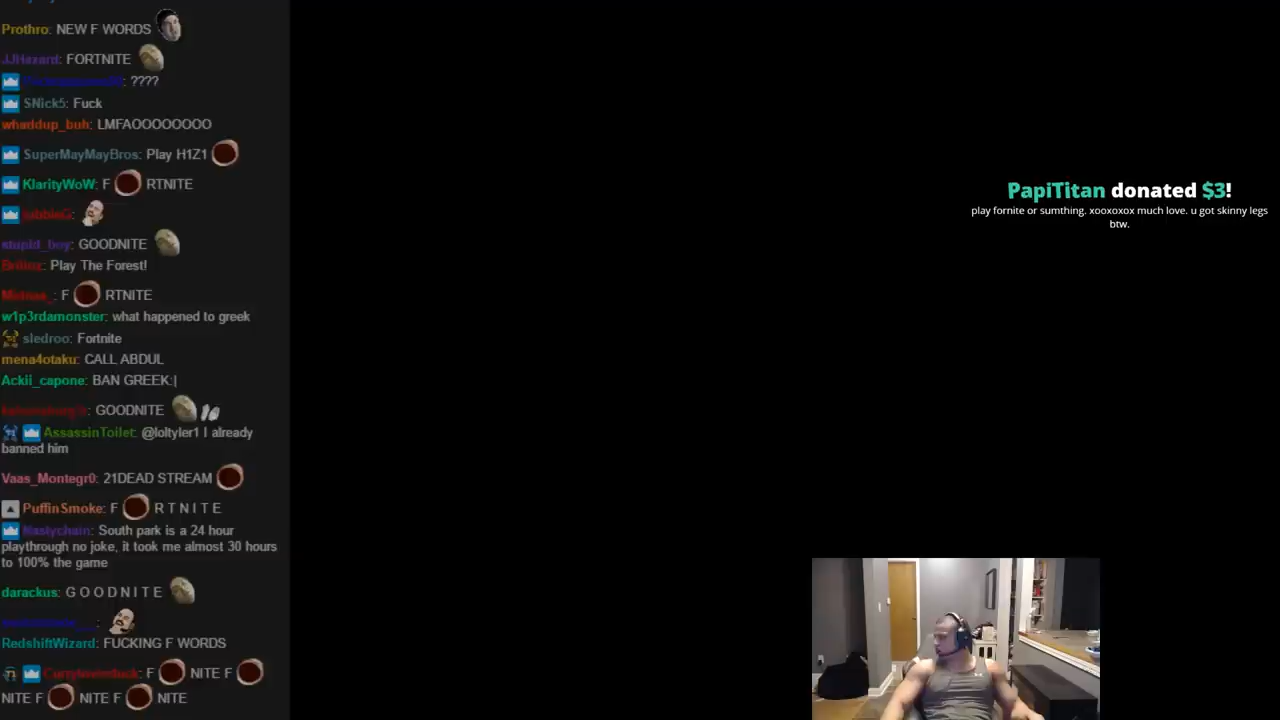 Prothro: NEW F WORDS
JJHazard: FORTNITE
: ????
SNick5: Fuck
whaddup_buh: LMFAOOOOOOOO
SuperMayMayBros: Play H1Z1
KlarityWoW: F RTNITE
stupid_boy: GOODNITE
: Play The Forest!
: F RTNITE
w1p3rdamonster: what happened to greek
sledroo: Fortnite
mena4otaku: CALL ABDUL
Ackii_capone: BAN GREEK:|
: GOODNITE
AssassinToilet: @loltyler1 I already
banned him
Vaas_Montegr0: 21DEAD STREAM
PuffinSmoke: F R T N I T E
Nastychain: South park is a 24 hour
playthrough no joke, it took me almost 30 hours
to 100% the game
darackus: G O O D N I T E
RedshiftWizard: FUCKING F WORDS
: F NITE F
NITE F NITE F NITE
PapiTitan donated $3!
play fornite or sumthing. xooxoxox much love. u got skinny legs
btw.